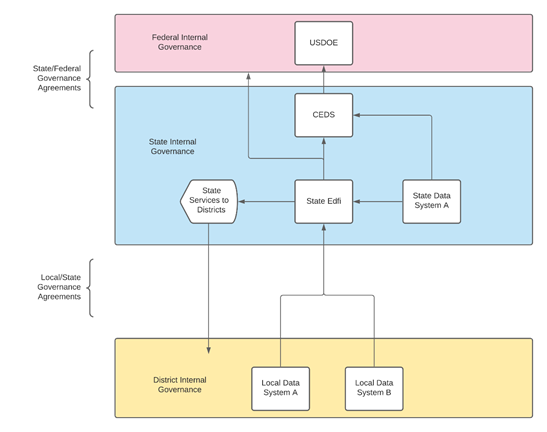 Federal Internal
Governance
USDOE
State/Federal
Governance
Agreements
CEDS
State Internal
Governance
State
Services to
Districts
State Edfi
State Data
System A
Local/State
Governance
Agreements
District Internal
Governance
Local Data
System A
Local Data
System B